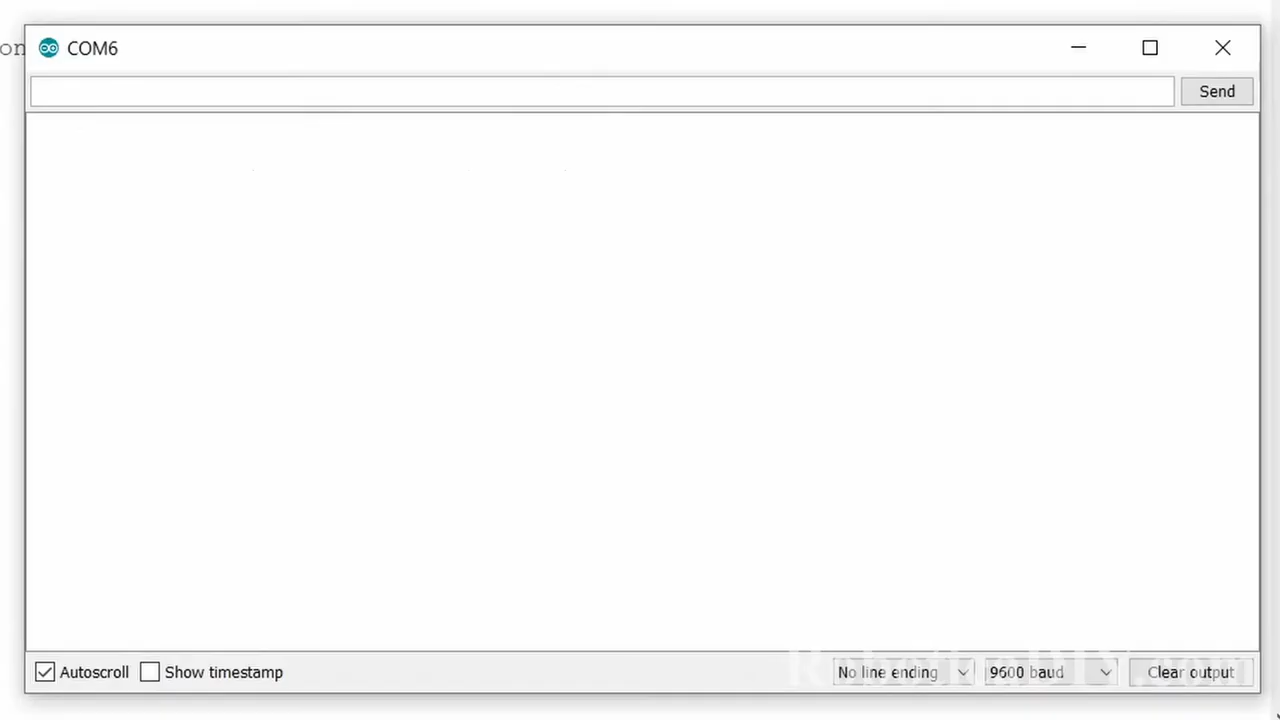 on
COM6
Send
Autoscroll Show timestamp No line ending 9600 baud Clear output